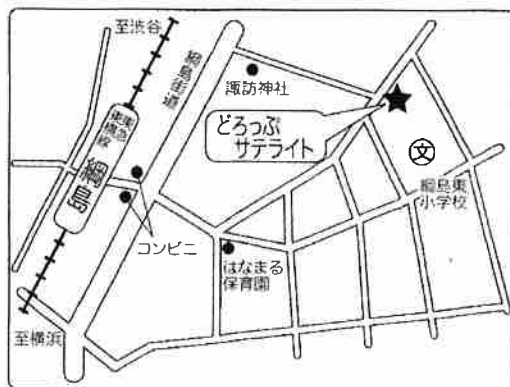 至渋谷
綱島街道
諏訪神社
どろっぷ
サテライト
東急
東横線
綱島
文
綱島東
小学校
コンビニ
はなまる
保育園
至横浜